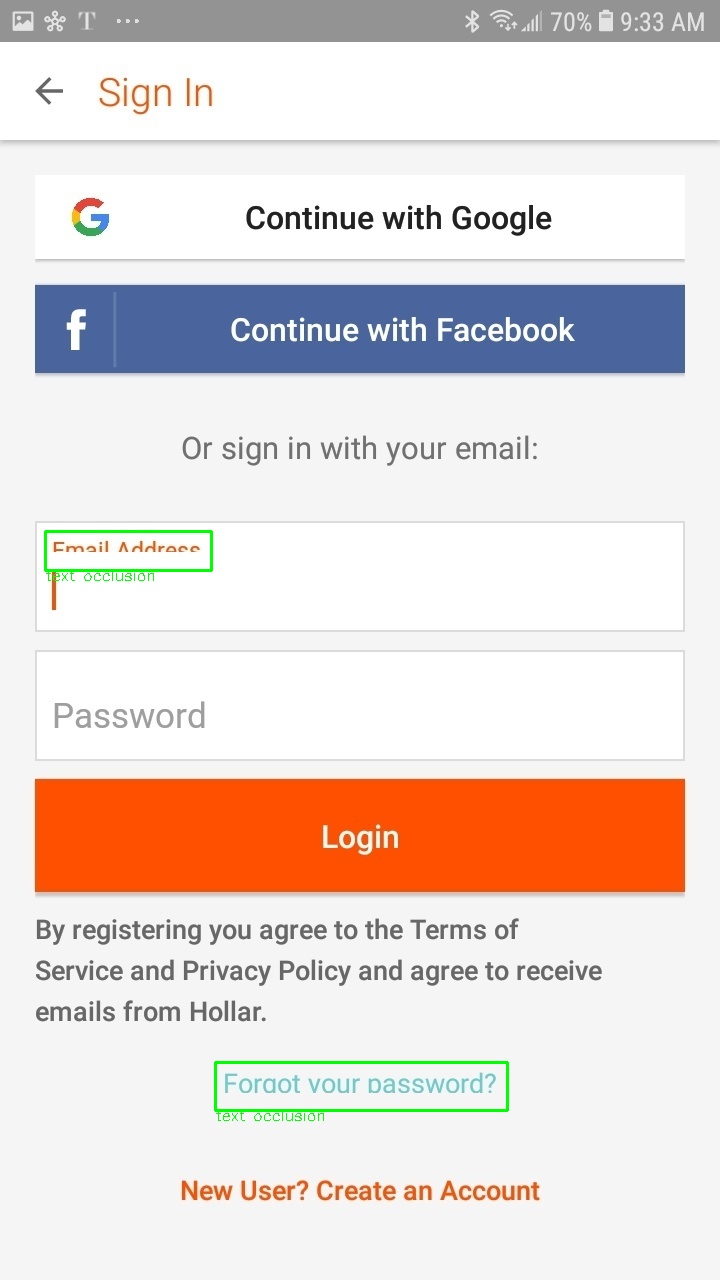 70% 9:33 AM
Sign In
Continue with Google
f Continue with Facebook
Or sign in with your email:
Email Address
text occlusion
Password
Login
By registering you agree to the Terms of
Service and Privacy Policy and agree to receive
emails from Hollar.
Forgot your password?
text occlusion
New User? Create an Account